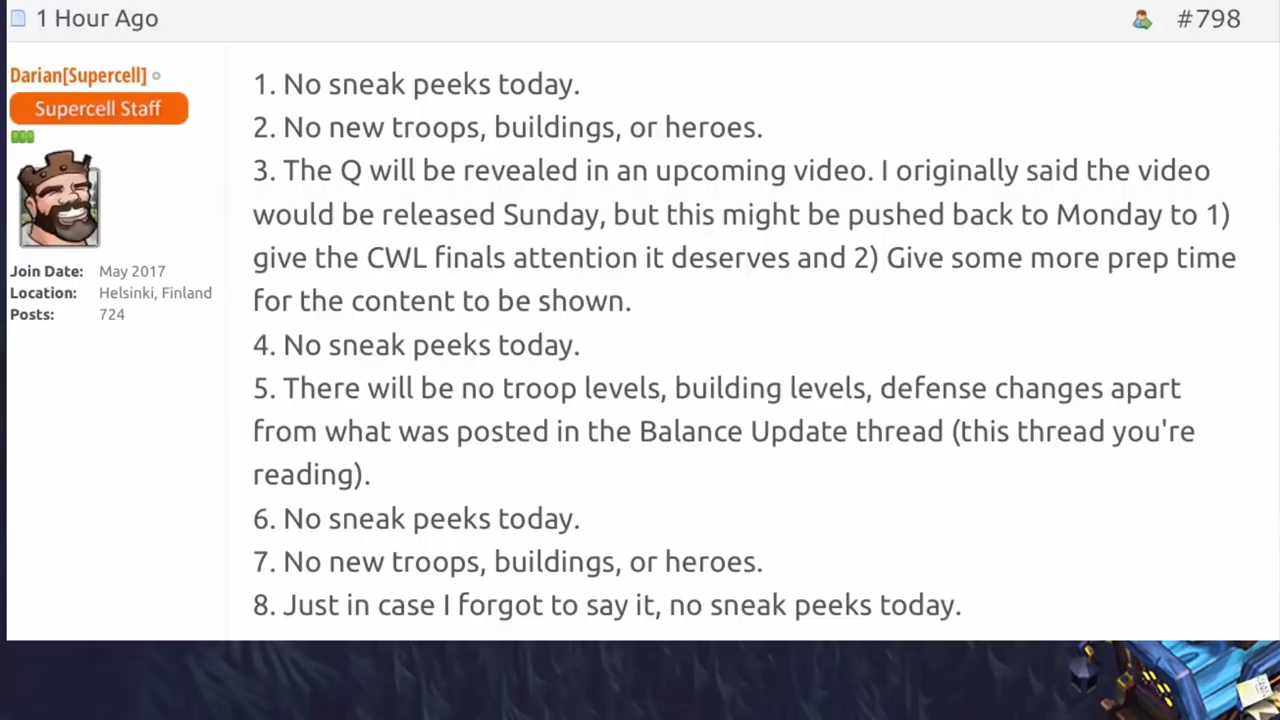 1 Hour Ago
#798
Darian[Supercell]
Supercell Staff
Join Date: May 2017
Location: Helsinki, Finland
Posts: 724
1. No sneak peeks today.
2. No new troops, buildings, or heroes.
3. The Q will be revealed in an upcoming video. I originally said the video
would be released Sunday, but this might be pushed back to Monday to 1)
give the CWL finals attention it deserves and 2) Give some more prep time
for the content to be shown.
4. No sneak peeks today.
5. There will be no troop levels, building levels, defense changes apart
from what was posted in the Balance Update thread (this thread you're
reading).
6. No sneak peeks today.
7. No new troops, buildings, or heroes.
8. Just in case I forgot to say it, no sneak peeks today.